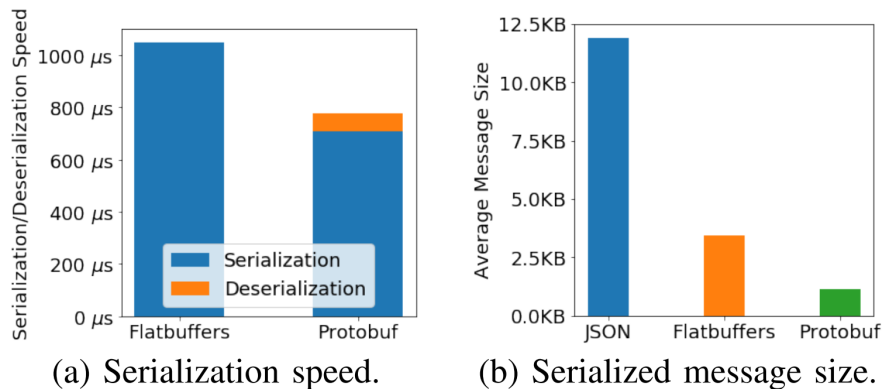 Serialization/Deserialization Speed
1000 μs
800 μs
600 μs
400 μs
200 μs
0 μs
Serialization
Deserialization
Flatbuffers Protobuf
(a) Serialization speed.
Average Message Size
12.5KB
10.0KB
7.5KB
5.0KB
2.5KB
0.0KB
JSON Flatbuffers Protobuf
(b) Serialized message size.